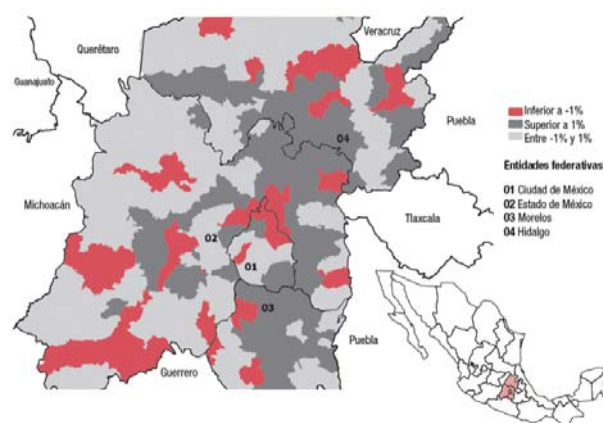 Veracruz
Querétaro
Guanajuato
Puebla
04
Michoacán
02
01
03
Tlaxcala
Puebla
Guerrero
Inferior a -1%
Superior a 1%
Entre -1% y 1%
Entidades federativas
01 Ciudad de México
02 Estado de México
03 Morelos
04 Hidalgo